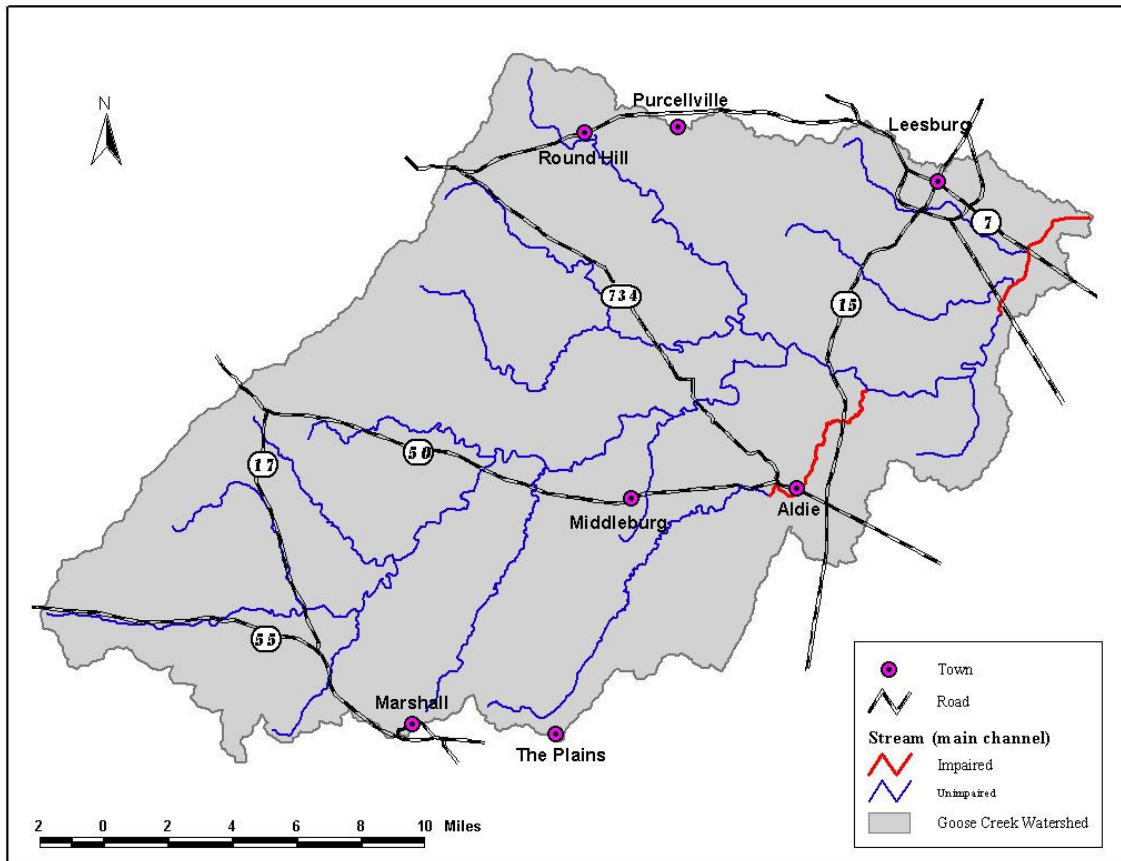 N
Purcellville
Leesburg
Round Hill
7
734
15
17
50
Middleburg
Aldie
55
Marshall
The Plains
Town
Road
Stream (main channel)
Impaired
Unimpaired
Goose Creek Watershed
2 0 2 4 6 8 10 Miles